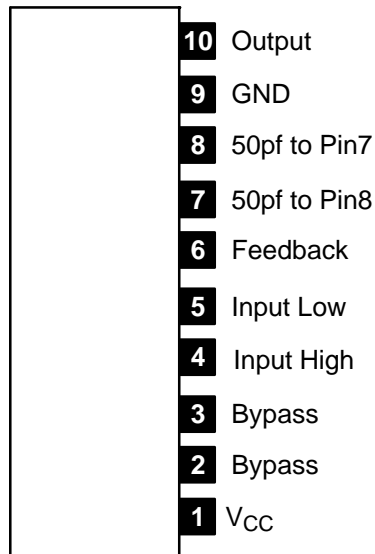 10 Output
9 GND
8 50pf to Pin7
7 50pf to Pin8
6 Feedback
5 Input Low
4 Input High
3 Bypass
2 Bypass
1 VCC